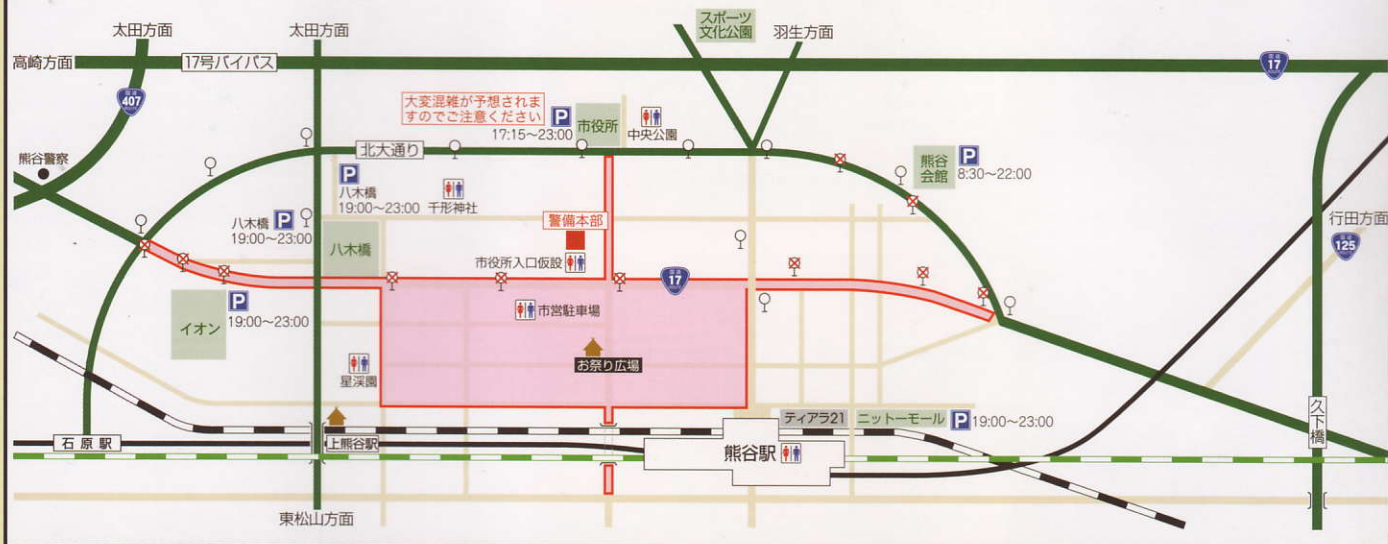 スポーツ
文化公園
太田方面
太田方面
羽生方面
高崎方面
17号バイパス
国道
17
国道
407
大変混雑が予想されま
すのでご注意ください
P
17:15〜23:00
市役所
中央公園
北大通り
熊谷警察
熊谷
会館
P
8:30〜22:00
P
八木橋
19:00〜23:00
千形神社
八木橋
P
19:00〜23:00
警備本部
行田方面
国道
125
八木橋
市役所入口仮設
国道
17
P
19:00〜23:00
イオン
市営駐車場
お祭り広場
星渓園
ティアラ21
ニットーモール
P
19:00〜23:00
久下橋
石原駅
上熊谷駅
熊谷駅
東松山方面